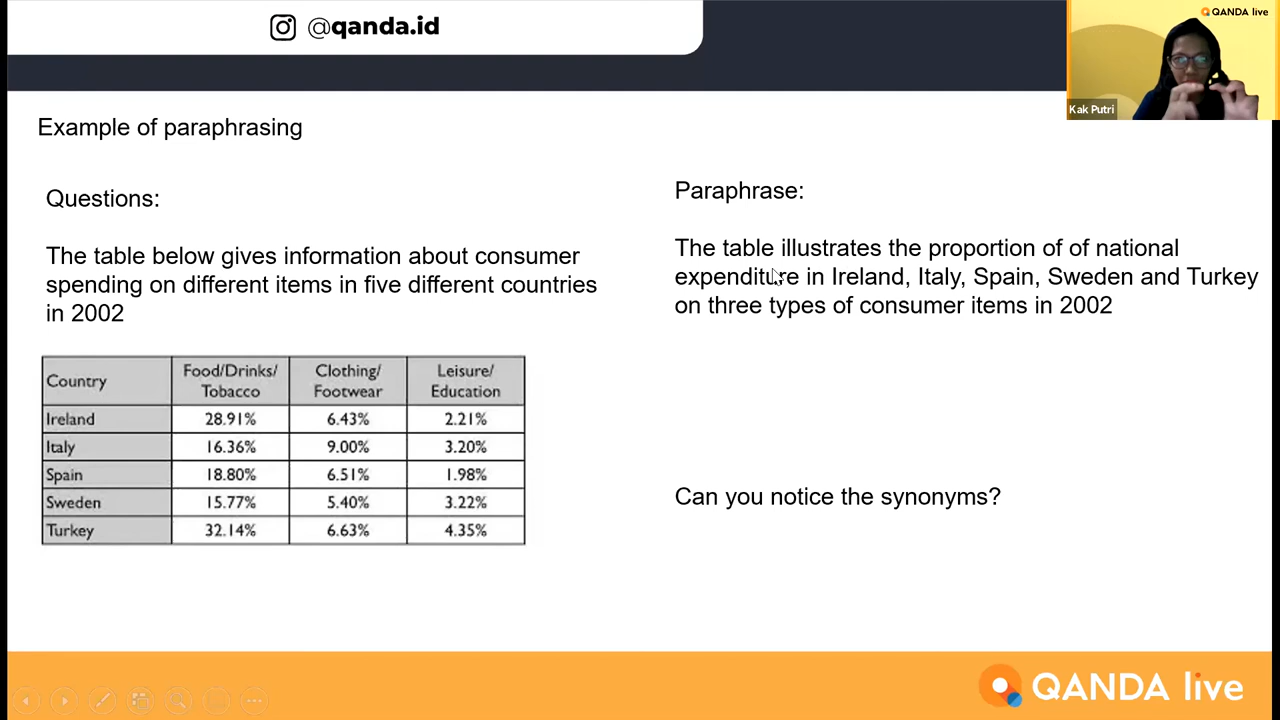 @qanda.id
QANDA live
Kak Putri
Example of paraphrasing
Questions:
The table below gives information about consumer
spending on different items in five different countries
in 2002
Country Food/Drinks/ Tobacco Clothing/ Footwear Leisure/ Education
Ireland 28.91% 6.43% 2.21%
Italy 16.36% 9.00% 3.20%
Spain 18.80% 6.51% 1.98%
Sweden 15.77% 5.40% 3.22%
Turkey 32.14% 6.63% 4.35%
Paraphrase:
The table illustrates the proportion of of national
expenditure in Ireland, Italy, Spain, Sweden and Turkey
on three types of consumer items in 2002
Can you notice the synonyms?
QANDA live